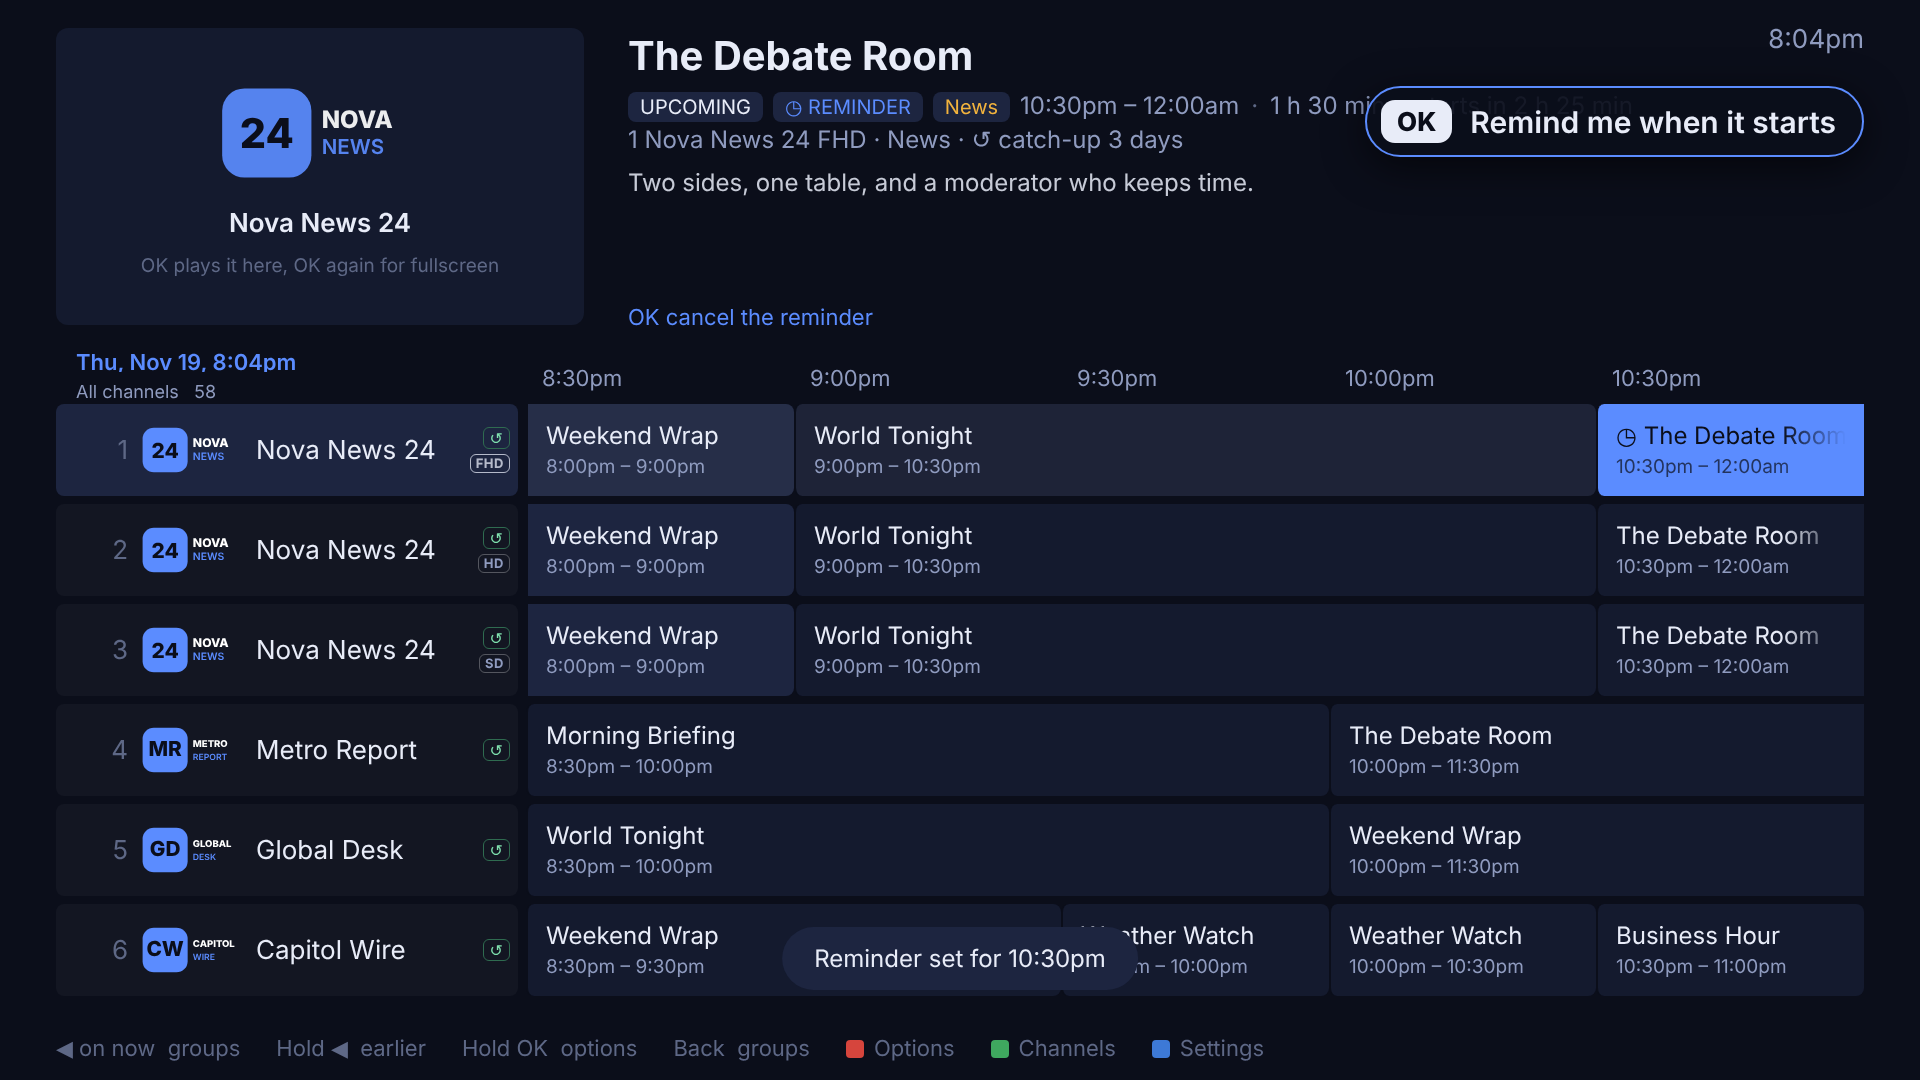 24 NOVA NEWS
Nova News 24
OK plays it here, OK again for fullscreen
The Debate Room
8:04pm
UPCOMING ◷ REMINDER News 10:30pm – 12:00am · 1 h 30 mi rts in 2 h 25 min
OK Remind me when it starts
1 Nova News 24 FHD · News · ↺ catch-up 3 days
Two sides, one table, and a moderator who keeps time.
OK cancel the reminder
Thu, Nov 19, 8:04pm
All channels 58
8:30pm 9:00pm 9:30pm 10:00pm 10:30pm
1 24 NOVA NEWS Nova News 24 ↺ FHD
Weekend Wrap
8:00pm – 9:00pm
World Tonight
9:00pm – 10:30pm
◷ The Debate Room
10:30pm – 12:00am
2 24 NOVA NEWS Nova News 24 ↺ HD
Weekend Wrap
8:00pm – 9:00pm
World Tonight
9:00pm – 10:30pm
The Debate Room
10:30pm – 12:00am
3 24 NOVA NEWS Nova News 24 ↺ SD
Weekend Wrap
8:00pm – 9:00pm
World Tonight
9:00pm – 10:30pm
The Debate Room
10:30pm – 12:00am
4 MR METRO REPORT Metro Report ↺
Morning Briefing
8:30pm – 10:00pm
The Debate Room
10:00pm – 11:30pm
5 GD GLOBAL DESK Global Desk ↺
World Tonight
8:30pm – 10:00pm
Weekend Wrap
10:00pm – 11:30pm
6 CW CAPITOL WIRE Capitol Wire ↺
Weekend Wrap
8:30pm – 9:30pm
ther Watch
m – 10:00pm
Weather Watch
10:00pm – 10:30pm
Business Hour
10:30pm – 11:00pm
Reminder set for 10:30pm
◀ on now groups Hold ◀ earlier Hold OK options Back groups Options Channels Settings